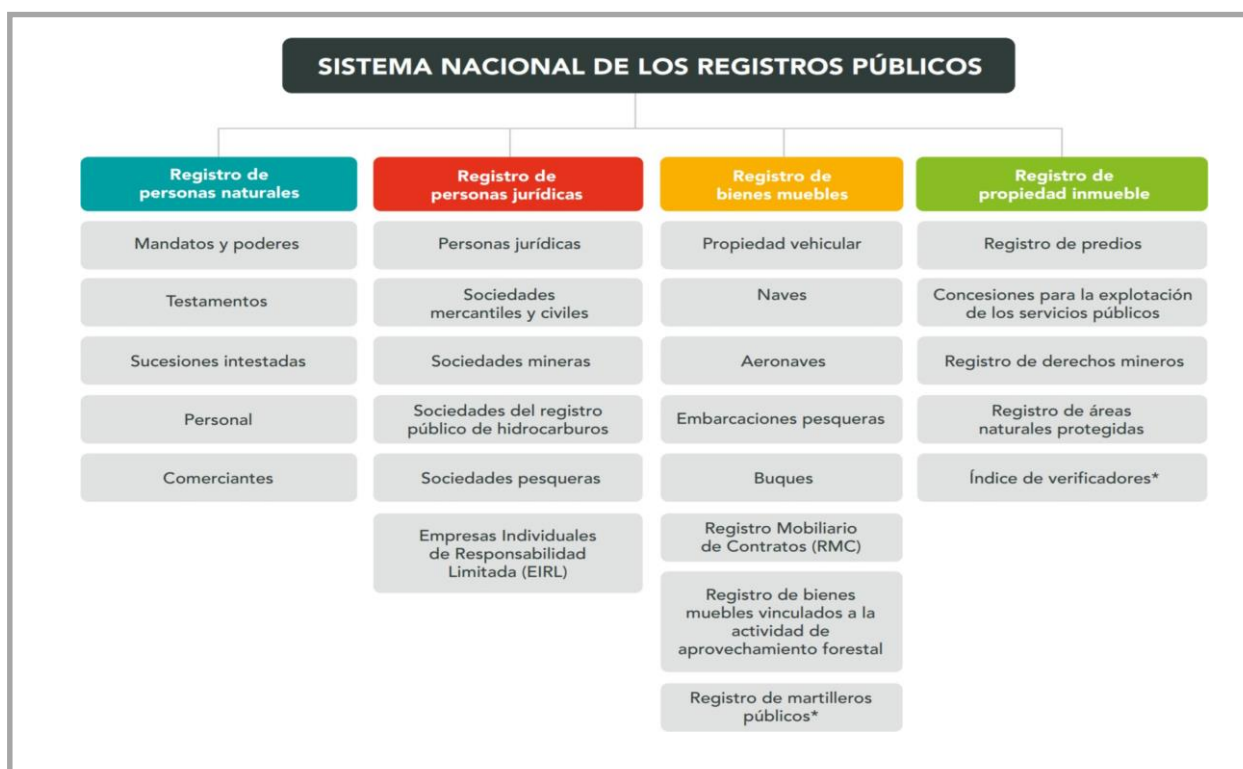 SISTEMA NACIONAL DE LOS REGISTROS PÚBLICOS
Registro de
personas naturales
Mandatos y poderes
Testamentos
Sucesiones intestadas
Personal
Comerciantes
Registro de
personas jurídicas
Personas jurídicas
Sociedades
mercantiles y civiles
Sociedades mineras
Sociedades del registro
público de hidrocarburos
Sociedades pesqueras
Empresas Individuales
de Responsabilidad
Limitada (EIRL)
Registro de
bienes muebles
Propiedad vehicular
Naves
Aeronaves
Embarcaciones pesqueras
Buques
Registro Mobiliario
de Contratos (RMC)
Registro de bienes
muebles vinculados a la
actividad de
aprovechamiento forestal
Registro de martilleros
públicos*
Registro de
propiedad inmueble
Registro de predios
Concesiones para la explotación
de los servicios públicos
Registro de derechos mineros
Registro de áreas
naturales protegidas
Índice de verificadores*